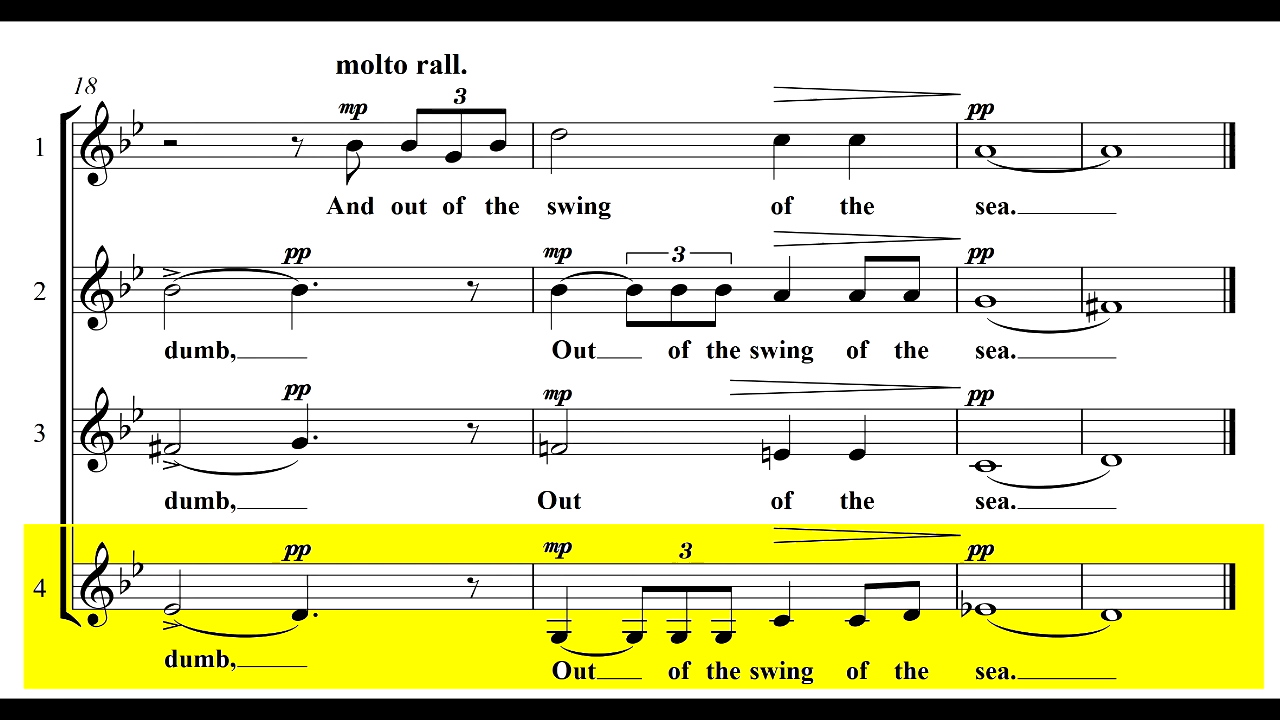 molto rall.
18
mp 3 pp
1
And out of the swing of the sea.
pp mp 3 pp
2
dumb, Out of the swing of the sea.
pp mp pp
3
dumb, Out of the sea.
pp mp 3 pp
4
dumb, Out of the swing of the sea.